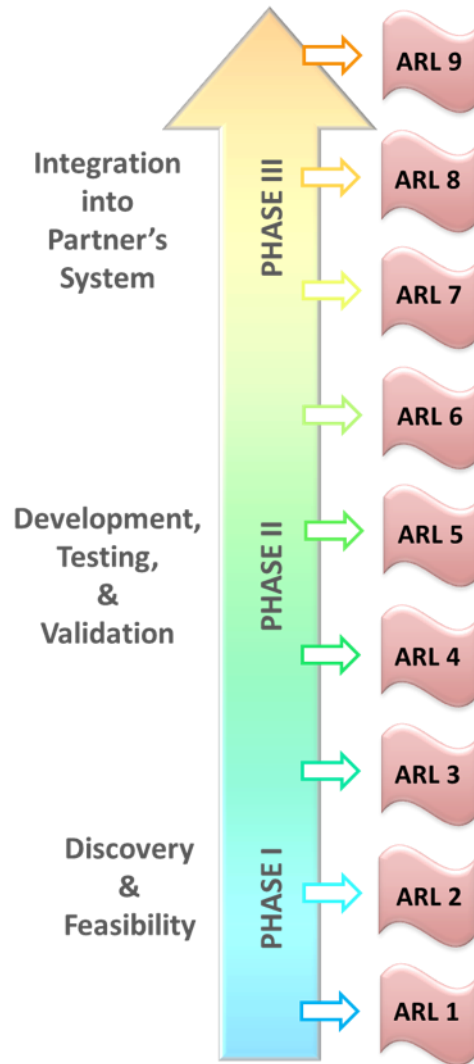 ARL 9
Integration
into
Partner's
System
PHASE III
ARL 8
ARL 7
ARL 6
Development,
Testing,
&
Validation
PHASE II
ARL 5
ARL 4
ARL 3
Discovery
&
Feasibility
PHASE I
ARL 2
ARL 1